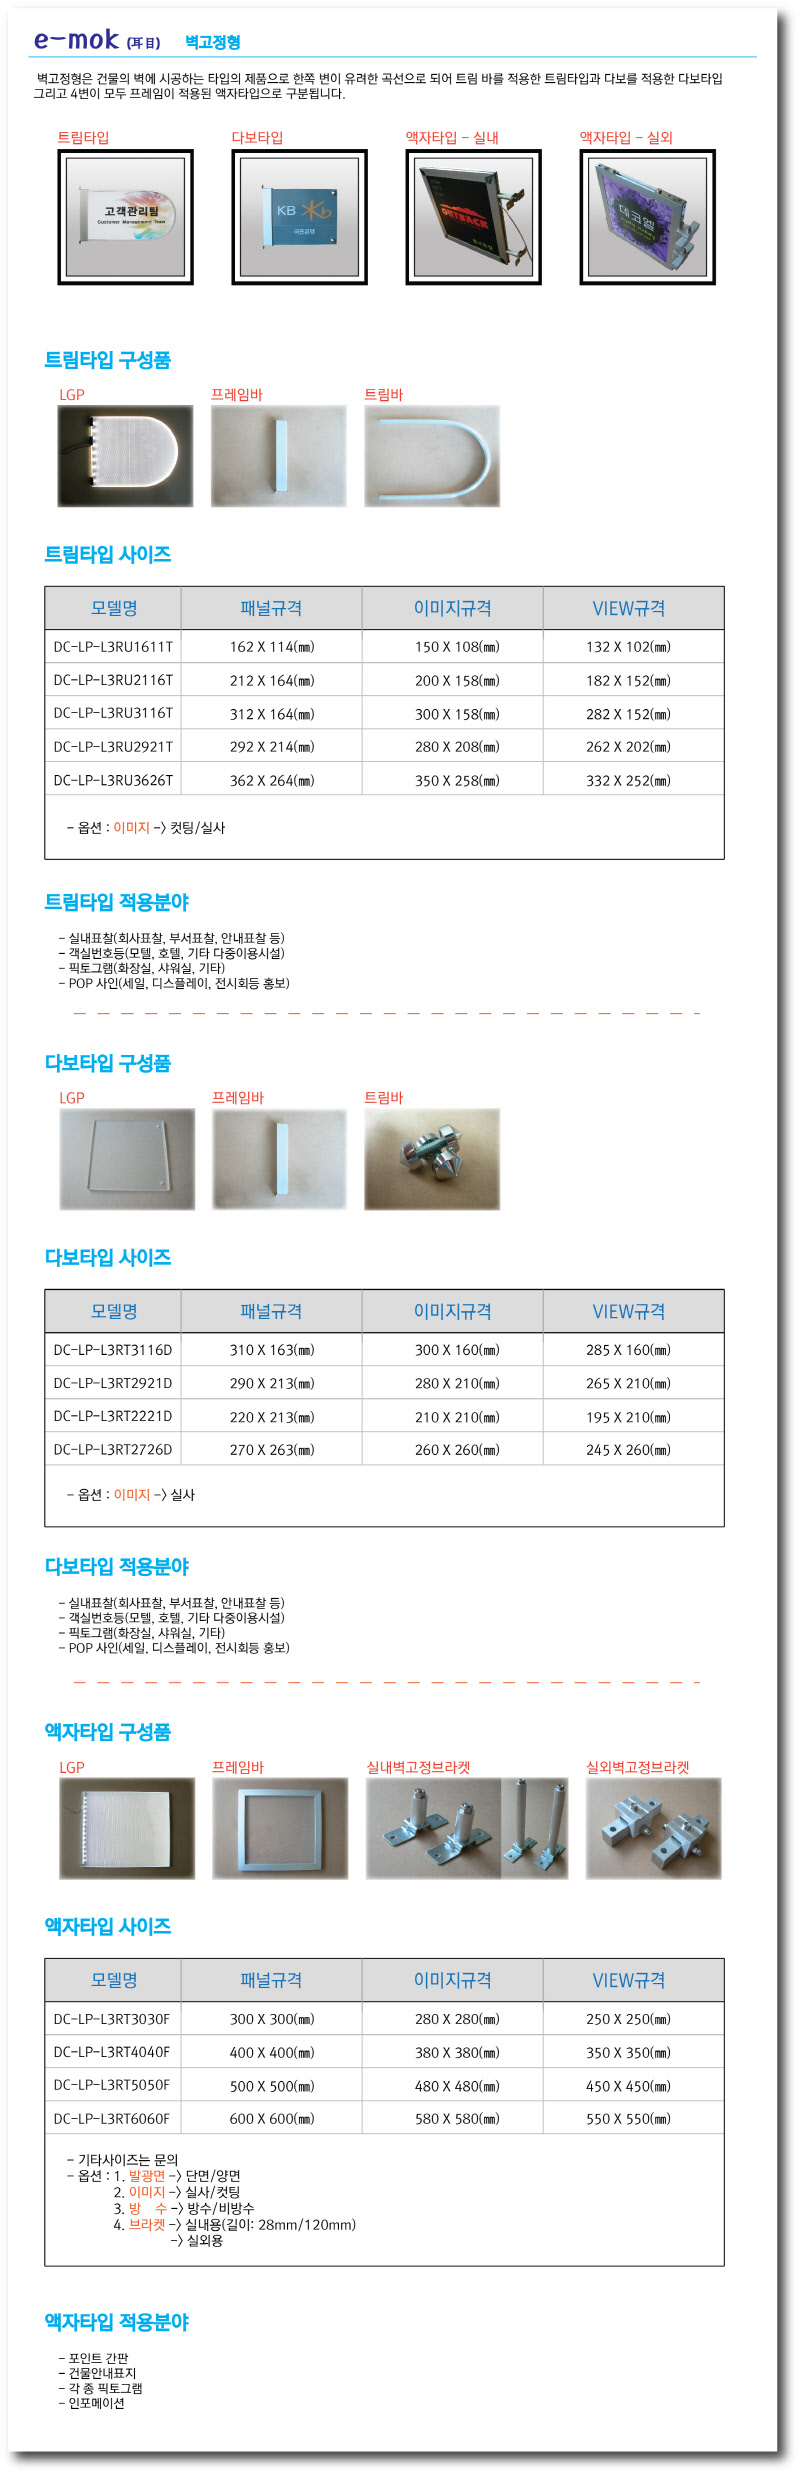 e-mok (耳目) 벽고정형
벽고정형은 건물의 벽에 시공하는 타입의 제품으로 한쪽 변이 유려한 곡선으로 되어 트림 바를 적용한 트림타입과 다보를 적용한 다보타입
그리고 4변이 모두 프레임이 적용된 액자타입으로 구분됩니다.
트림타입 다보타입 액자타입 - 실내 액자타입 - 실외
고객관리팀
Customer Management Team
KB
국민은행
OUTBACK
데코엘
트림타입 구성품
LGP 프레임바 트림바
트림타입 사이즈
모델명 패널규격 이미지규격 VIEW규격
DC-LP-L3RU1611T 162 X 114(㎜) 150 X 108(㎜) 132 X 102(㎜)
DC-LP-L3RU2116T 212 X 164(㎜) 200 X 158(㎜) 182 X 152(㎜)
DC-LP-L3RU3116T 312 X 164(㎜) 300 X 158(㎜) 282 X 152(㎜)
DC-LP-L3RU2921T 292 X 214(㎜) 280 X 208(㎜) 262 X 202(㎜)
DC-LP-L3RU3626T 362 X 264(㎜) 350 X 258(㎜) 332 X 252(㎜)
- 옵션 : 이미지 -> 컷팅/실사
트림타입 적용분야
- 실내표찰(회사표찰, 부서표찰, 안내표찰 등)
- 객실번호등(모텔, 호텔, 기타 다중이용시설)
- 픽토그램(화장실, 샤워실, 기타)
- POP 사인(세일, 디스플레이, 전시회등 홍보)
다보타입 구성품
LGP 프레임바 트림바
다보타입 사이즈
모델명 패널규격 이미지규격 VIEW규격
DC-LP-L3RT3116D 310 X 163(㎜) 300 X 160(㎜) 285 X 160(㎜)
DC-LP-L3RT2921D 290 X 213(㎜) 280 X 210(㎜) 265 X 210(㎜)
DC-LP-L3RT2221D 220 X 213(㎜) 210 X 210(㎜) 195 X 210(㎜)
DC-LP-L3RT2726D 270 X 263(㎜) 260 X 260(㎜) 245 X 260(㎜)
- 옵션 : 이미지 -> 실사
다보타입 적용분야
- 실내표찰(회사표찰, 부서표찰, 안내표찰 등)
- 객실번호등(모텔, 호텔, 기타 다중이용시설)
- 픽토그램(화장실, 샤워실, 기타)
- POP 사인(세일, 디스플레이, 전시회등 홍보)
액자타입 구성품
LGP 프레임바 실내벽고정브라켓 실외벽고정브라켓
액자타입 사이즈
모델명 패널규격 이미지규격 VIEW규격
DC-LP-L3RT3030F 300 X 300(㎜) 280 X 280(㎜) 250 X 250(㎜)
DC-LP-L3RT4040F 400 X 400(㎜) 380 X 380(㎜) 350 X 350(㎜)
DC-LP-L3RT5050F 500 X 500(㎜) 480 X 480(㎜) 450 X 450(㎜)
DC-LP-L3RT6060F 600 X 600(㎜) 580 X 580(㎜) 550 X 550(㎜)
- 기타사이즈는 문의
- 옵션 : 1. 발광면 -> 단면/양면
2. 이미지 -> 실사/컷팅
3. 방 수 -> 방수/비방수
4. 브라켓 -> 실내용(길이: 28mm/120mm)
-> 실외용
액자타입 적용분야
- 포인트 간판
- 건물안내표지
- 각 종 픽토그램
- 인포메이션